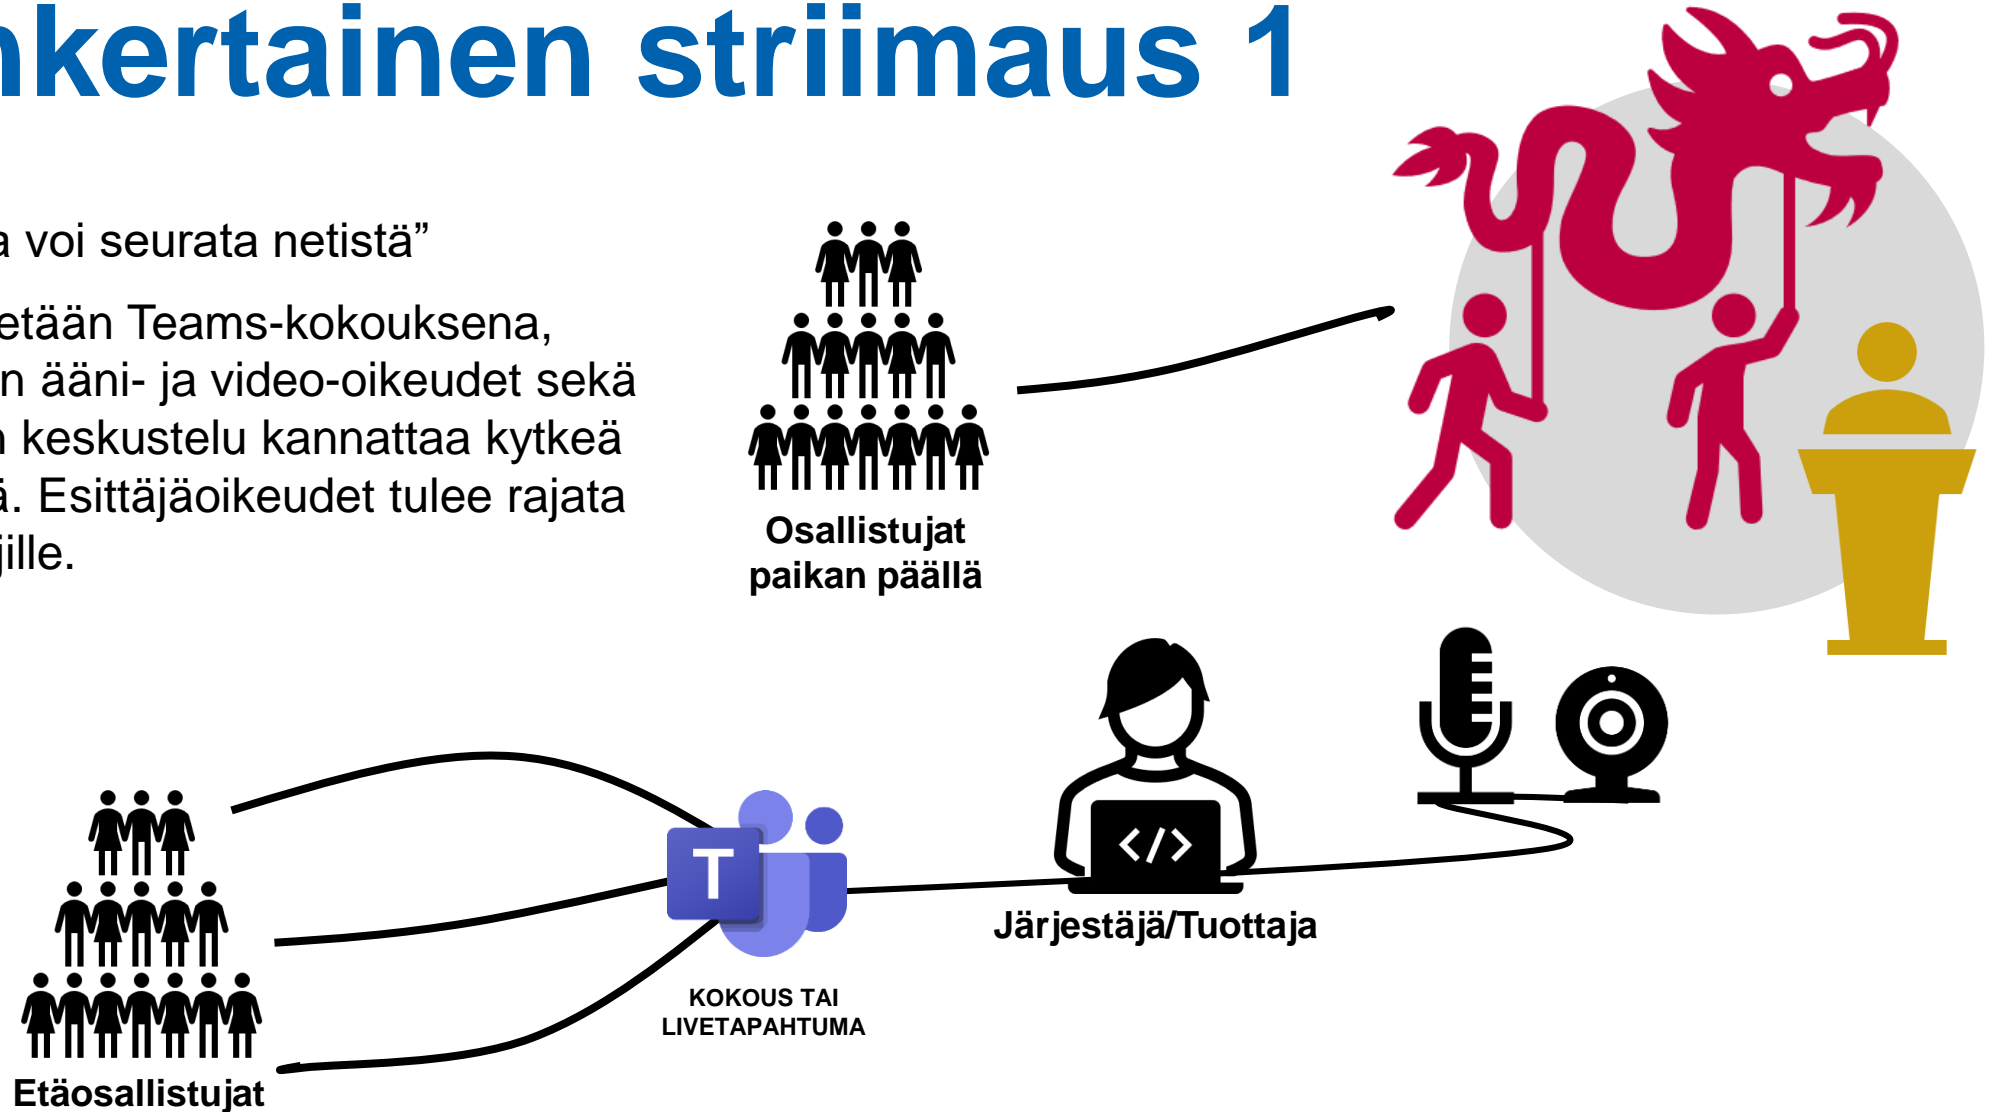 nkertainen striimaus 1
a voi seurata netistä”
etään Teams-kokouksena,
n ääni- ja video-oikeudet sekä
n keskustelu kannattaa kytkeä
ä. Esittäjäoikeudet tulee rajata
jille.
Osallistujat
paikan päällä
T
</>
Järjestäjä/Tuottaja
KOKOUS TAI
LIVETAPAHTUMA
Etäosallistujat